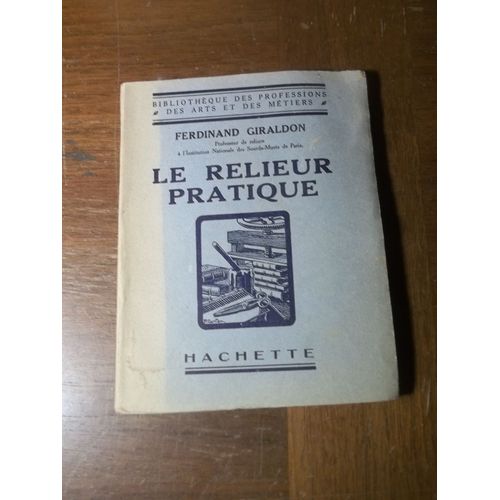 BIBLIOTHÈQUE DES PROFESSIONS
DES ARTS ET DES MÉTIERS
FERDINAND GIRALDON
Professeur de reliure
à l'Institution Nationale des Sourds-Muets de Paris.
LE RELIEUR
PRATIQUE
HACHETTE